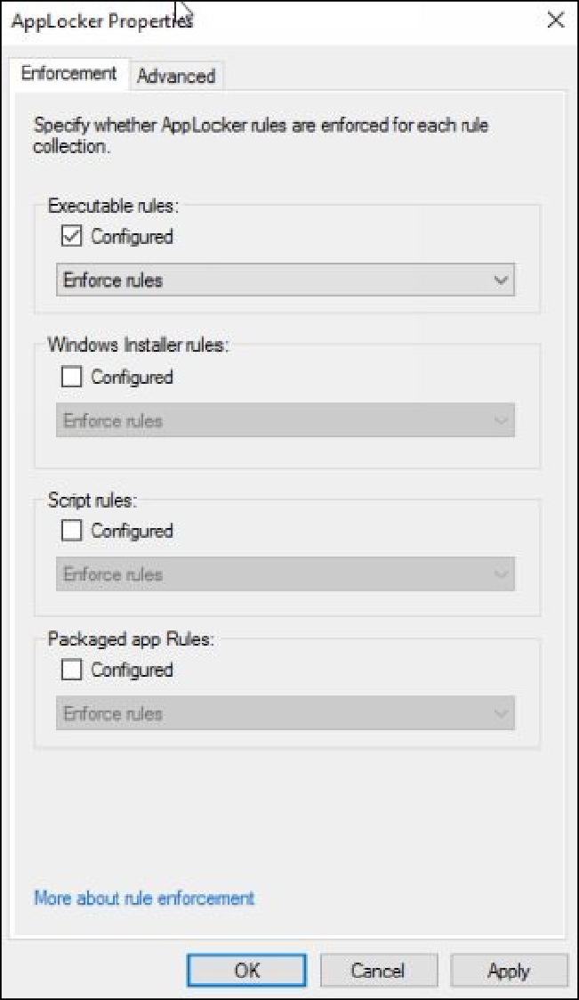 AppLocker Properties
Enforcement
Advanced
Specify whether AppLocker rules are enforced for each rule
collection.
Executable rules:
Configured
Enforce rules
Windows Installer rules:
Configured
Enforce rules
Script rules:
Configured
Enforce rules
Packaged app Rules:
Configured
Enforce rules
More about rule enforcement
OK
Cancel
Apply